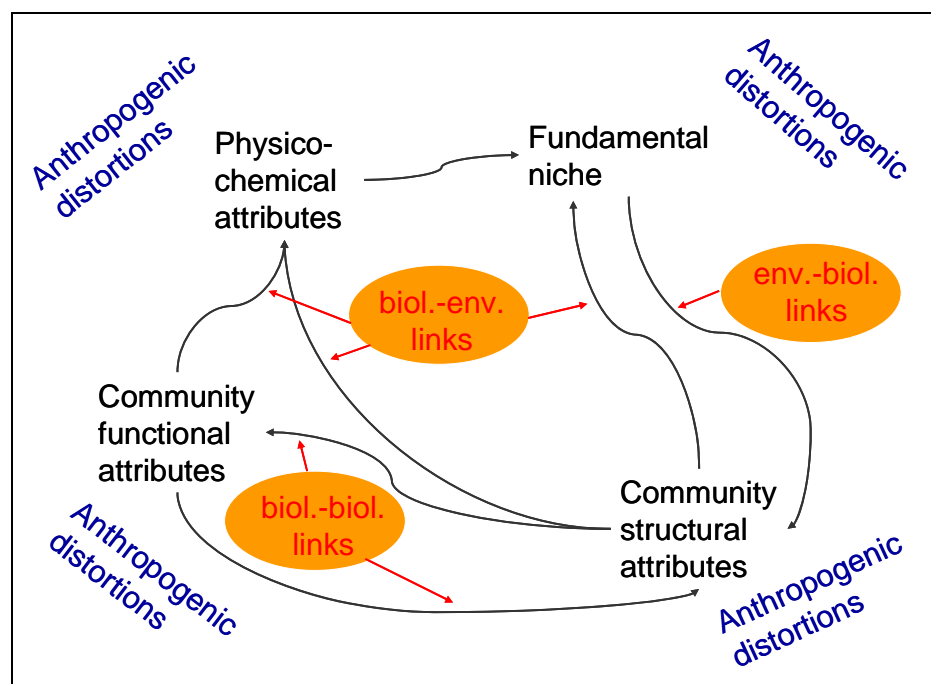 Anthropogenic
distortions
Physico-
chemical
attributes
Fundamental
niche
Anthropogenic
distortions
biol.-env.
links
env.-biol.
links
Community
functional
attributes
biol.-biol.
links
Community
structural
attributes
Anthropogenic
distortions
Anthropogenic
distortions